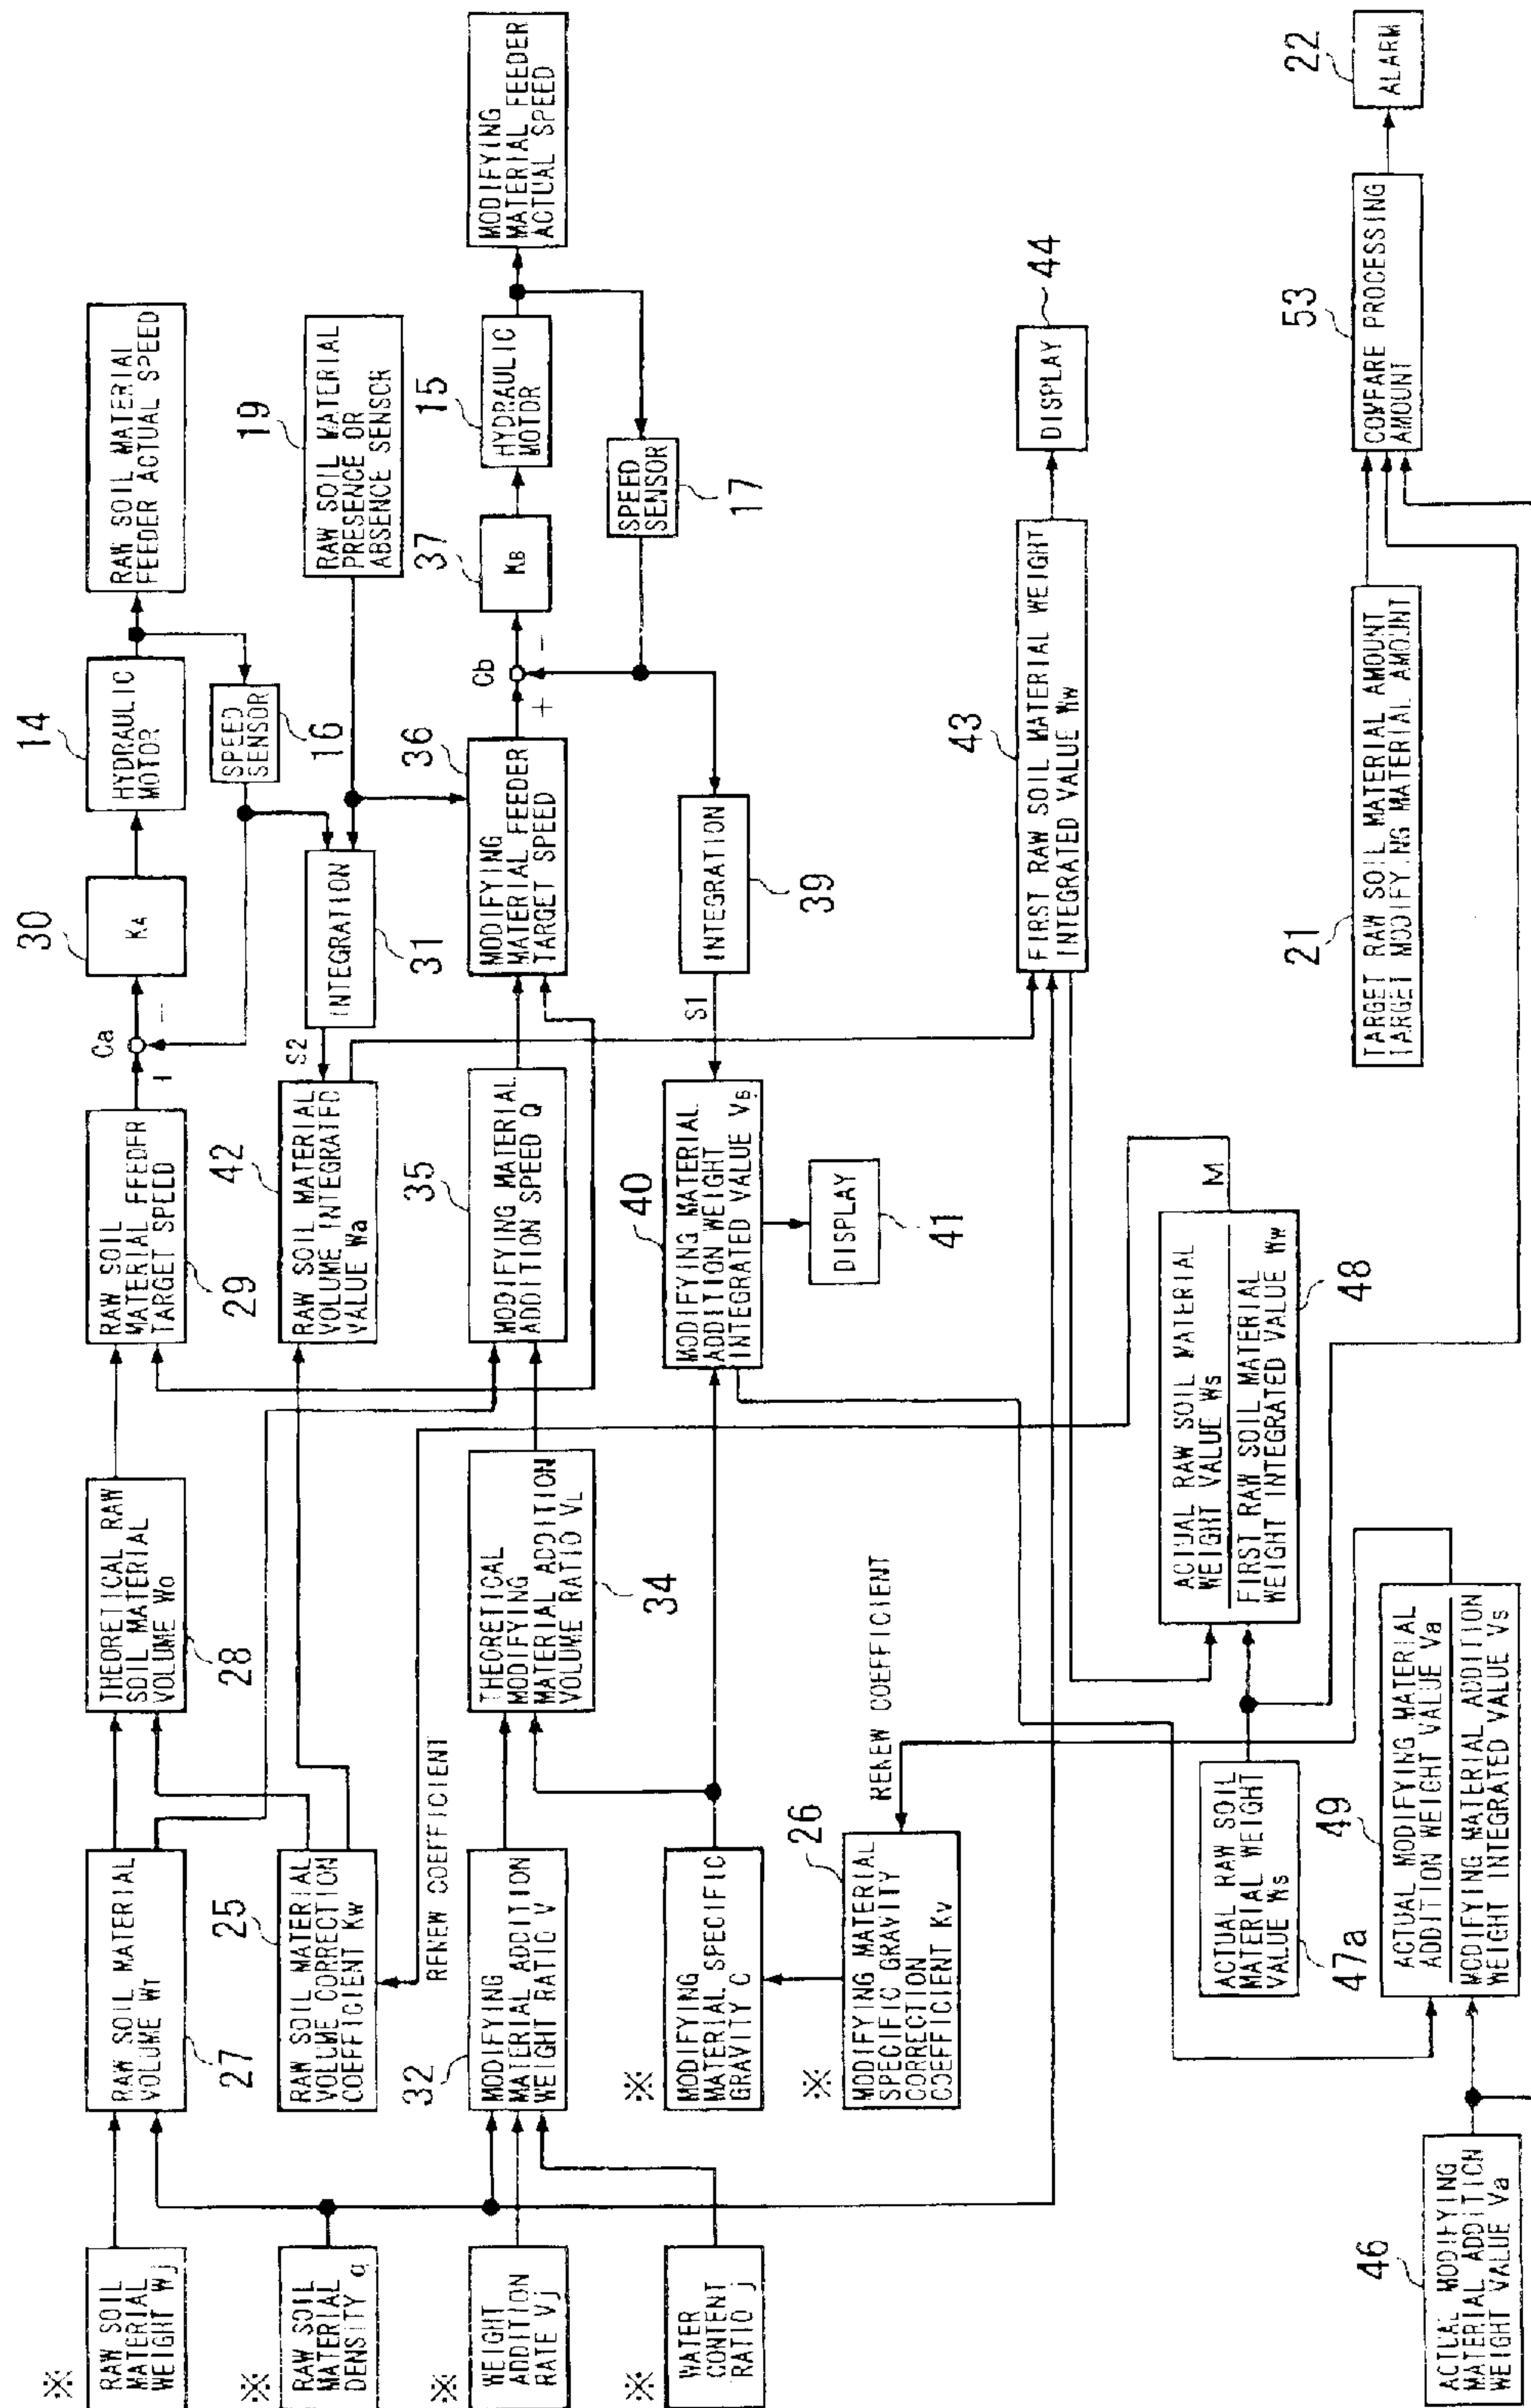 ※
RAW SOIL
MATERIAL
WEIGHT Wj
※
RAW SOIL
MATERIAL
DENSITY α
※
WEIGHT
ADDITION
RATE Vj
※
WATER
CONTENT
RATIO j
RAW SOIL MATERIAL
VOLUME WT
27
25
RAW SOIL MATERIAL
VOLUME CORRECTION
COEFFICIENT Kw
RENEW COEFFICIENT
32
MODIFYING
MATERIAL ADDITION
WEIGHT RATIO V
※
MODIFYING
MATERIAL SPECIFIC
GRAVITY C
※
26
MODIFYING MATERIAL
SPECIFIC GRAVITY
CORRECTION
COEFFICIENT Kv
RENEW COEFFICIENT
THEORETICAL RAW
SOIL MATERIAL
VOLUME Wo
28
THEORETICAL
MODIFYING
MATERIAL ADDITION
VOLUME RATIO VL
34
RAW SOIL
MATERIAL FEEDER
TARGET SPEED
29
42
RAW SOIL MATERIAL
VOLUME INTEGRATED
VALUE Wa
35
MODIFYING MATERIAL
ADDITION SPEED Q
40
MODIFYING MATERIAL
ADDITION WEIGHT
INTEGRATED VALUE Vs
DISPLAY
41
Ca
+
−
30
KA
14
HYDRAULIC
MOTOR
SPEED
SENSOR
16
RAW SOIL MATERIAL
FEEDER ACTUAL SPEED
S2
INTEGRATION
31
19
RAW SOIL MATERIAL
PRESENCE OR
ABSENCE SENSOR
36
MODIFYING
MATERIAL FEEDER
TARGET SPEED
Cb
+
−
37
KB
15
HYDRAULIC
MOTOR
SPEED
SENSOR
17
MODIFYING
MATERIAL FEEDER
ACTUAL SPEED
S1
INTEGRATION
39
43
FIRST RAW SOIL MATERIAL WEIGHT
INTEGRATED VALUE Ww
DISPLAY
44
ACTUAL RAW SOIL MATERIAL
WEIGHT VALUE Ws
FIRST RAW SOIL MATERIAL
WEIGHT INTEGRATED VALUE Ww
48
M
ACTUAL RAW SOIL
MATERIAL WEIGHT
VALUE Ws
47a
49
ACTUAL MODIFYING MATERIAL
ADDITION WEIGHT VALUE Va
MODIFYING MATERIAL ADDITION
WEIGHT INTEGRATED VALUE Vs
46
ACTUAL MODIFYING
MATERIAL ADDITION
WEIGHT VALUE Va
21
TARGET RAW SOIL MATERIAL AMOUNT
TARGET MODIFYING MATERIAL AMOUNT
53
COMPARE PROCESSING
AMOUNT
22
ALARM